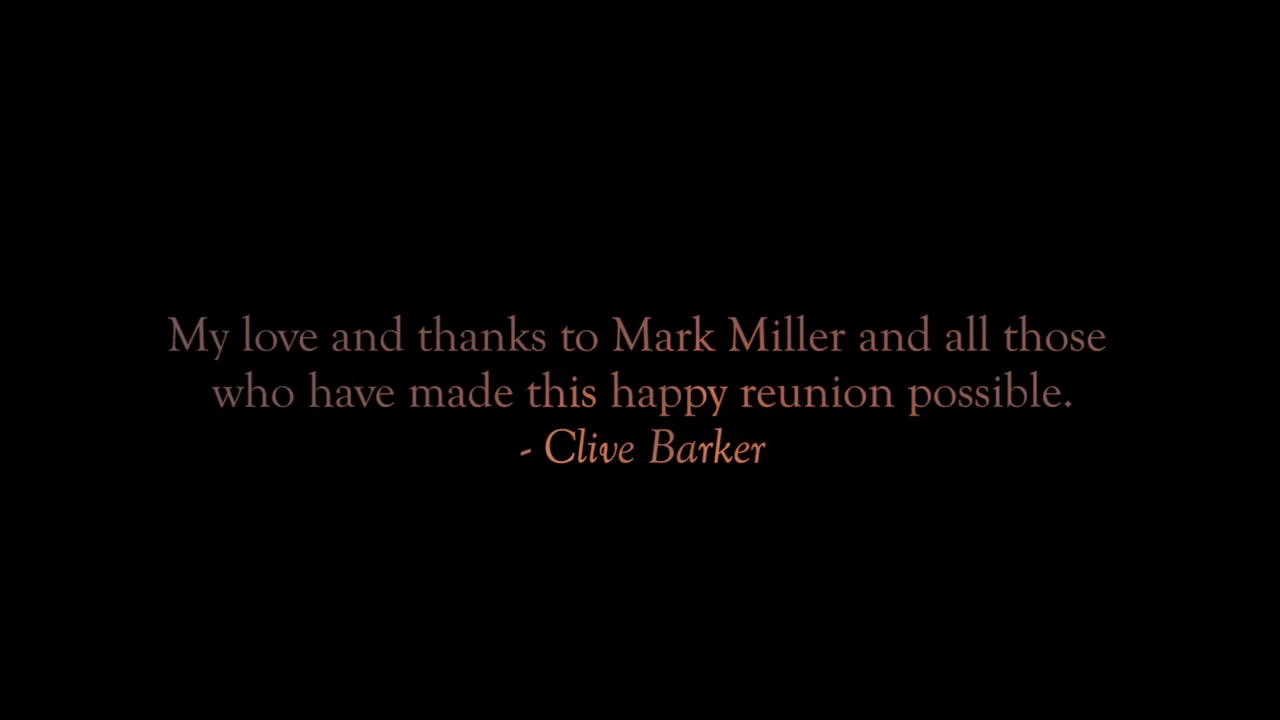 My love and thanks to Mark Miller and all those
who have made this happy reunion possible.
- Clive Barker